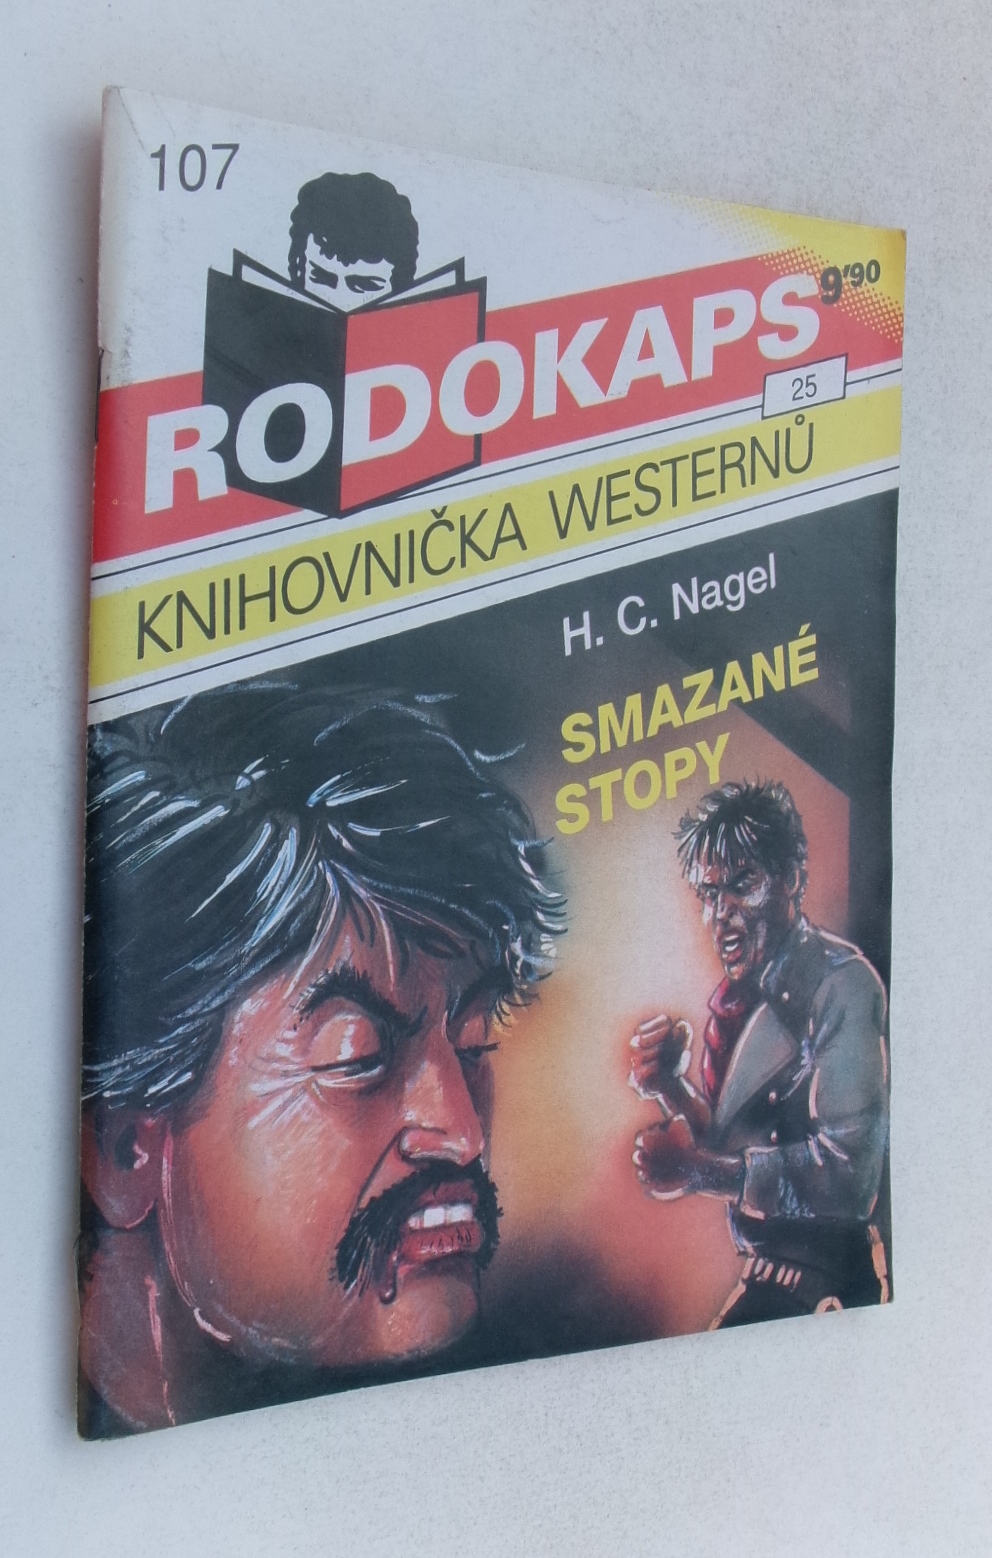 107
RODOKAPS
9'90
25
KNIHOVNIČKA WESTERNŮ
H. C. Nagel
SMAZANÉ
STOPY